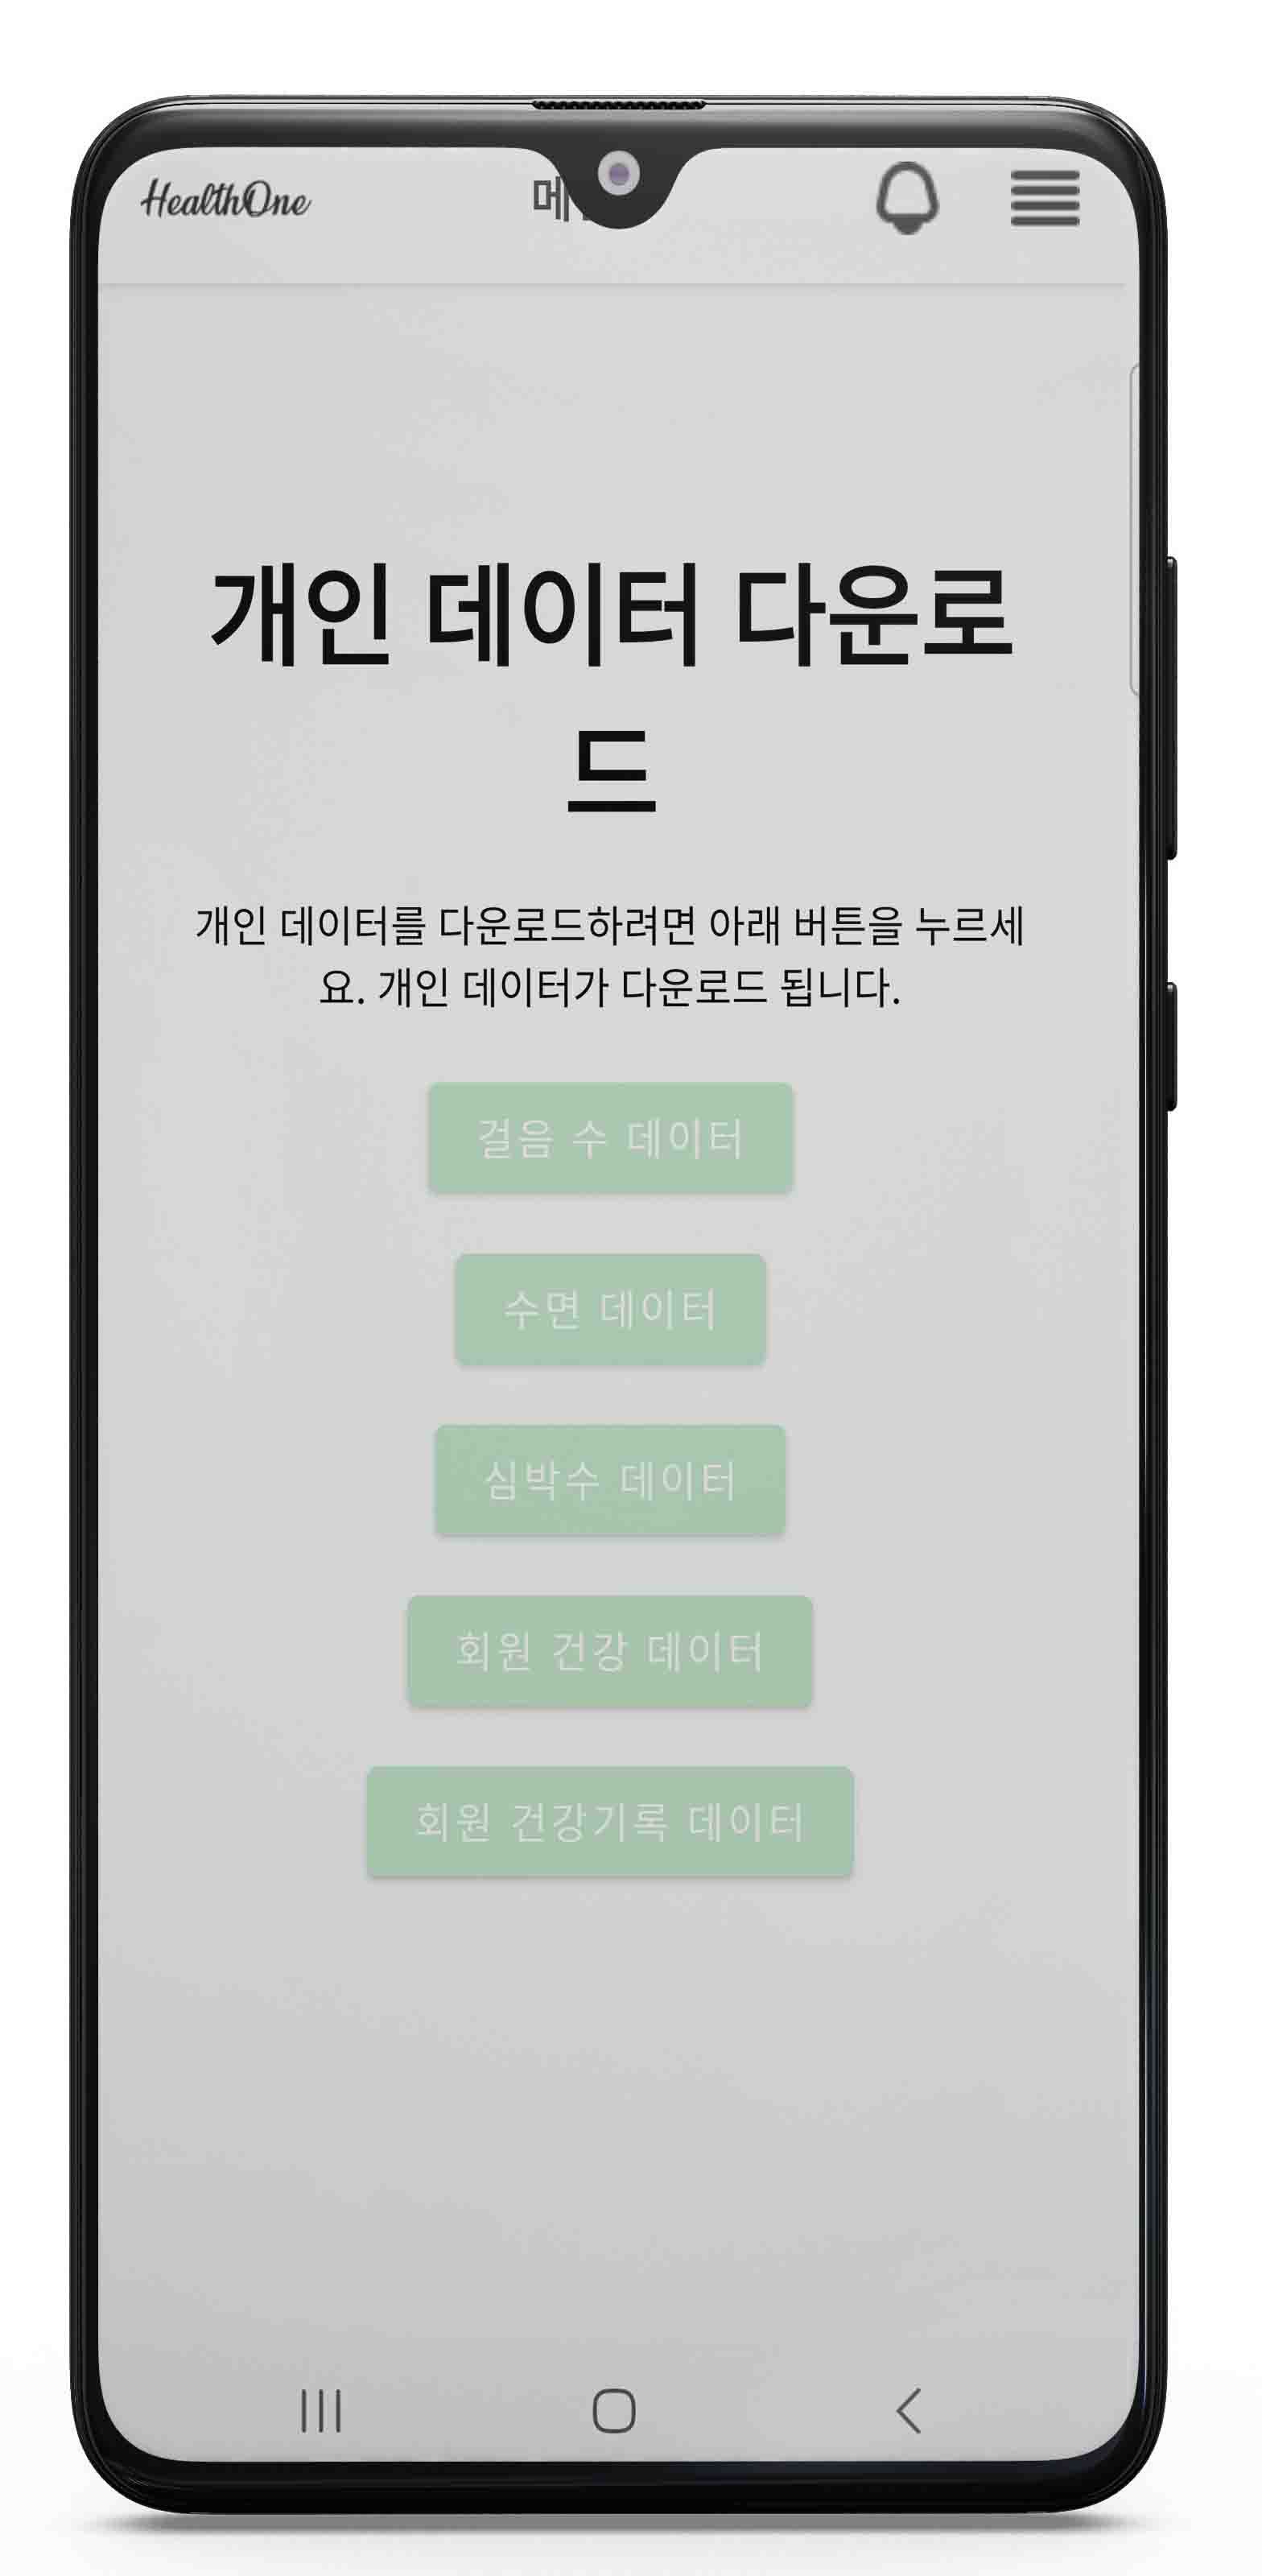 HealthOne
개인 데이터 다운로
드
개인 데이터를 다운로드하려면 아래 버튼을 누르세
요. 개인 데이터가 다운로드 됩니다.
걸음 수 데이터
수면 데이터
심박수 데이터
회원 건강 데이터
회원 건강기록 데이터